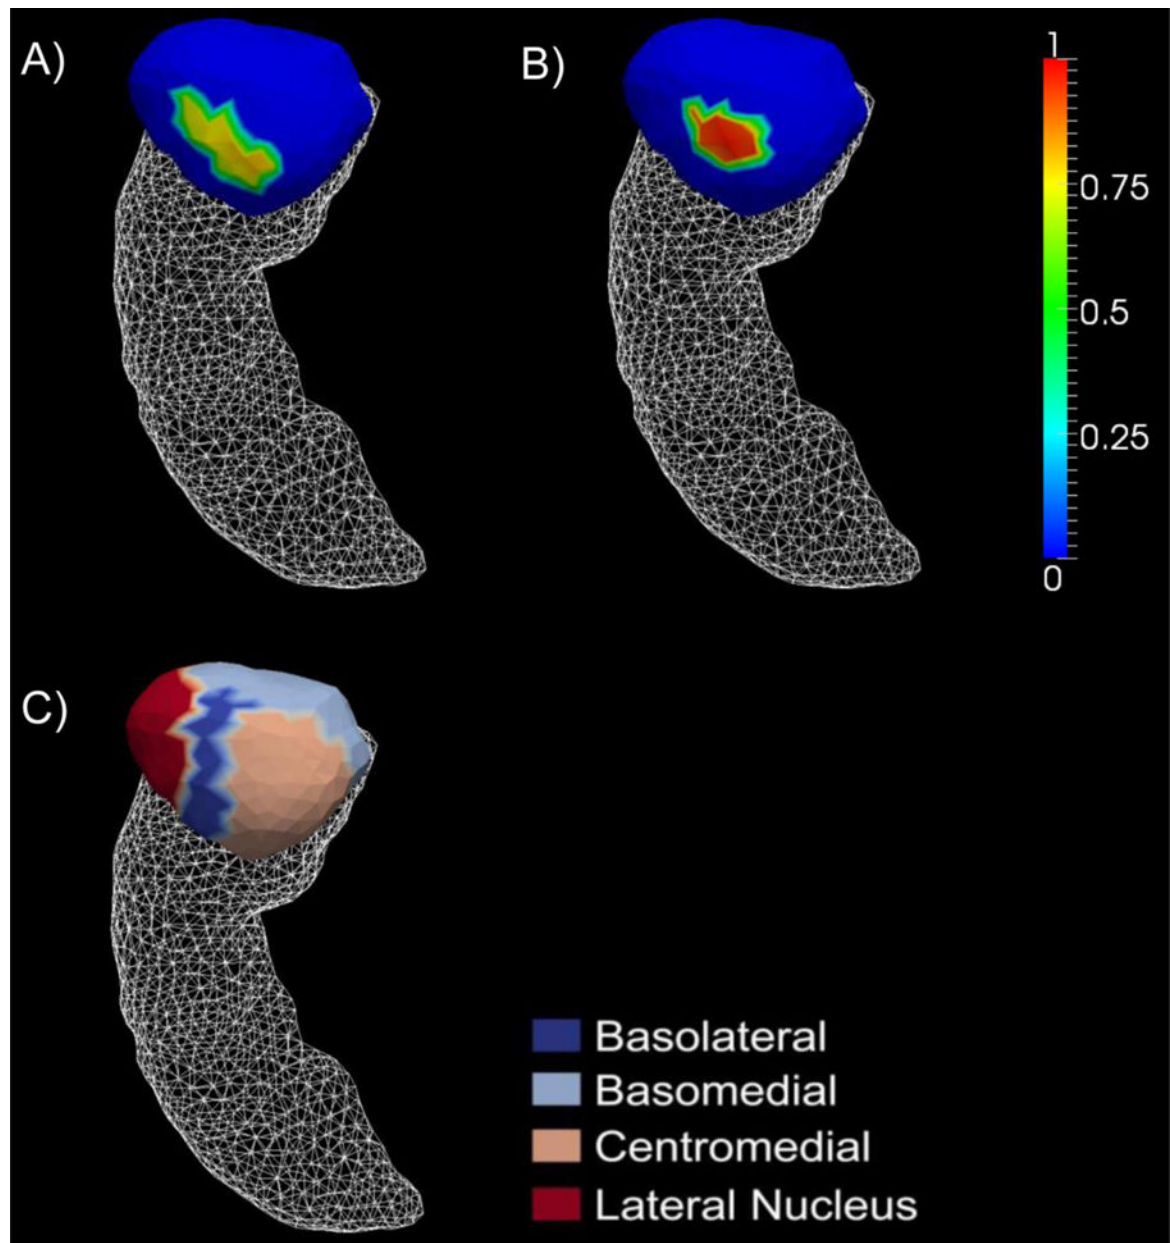 A)
B)
1
0.75
0.5
0.25
0
C)
Basolateral
Basomedial
Centromedial
Lateral Nucleus